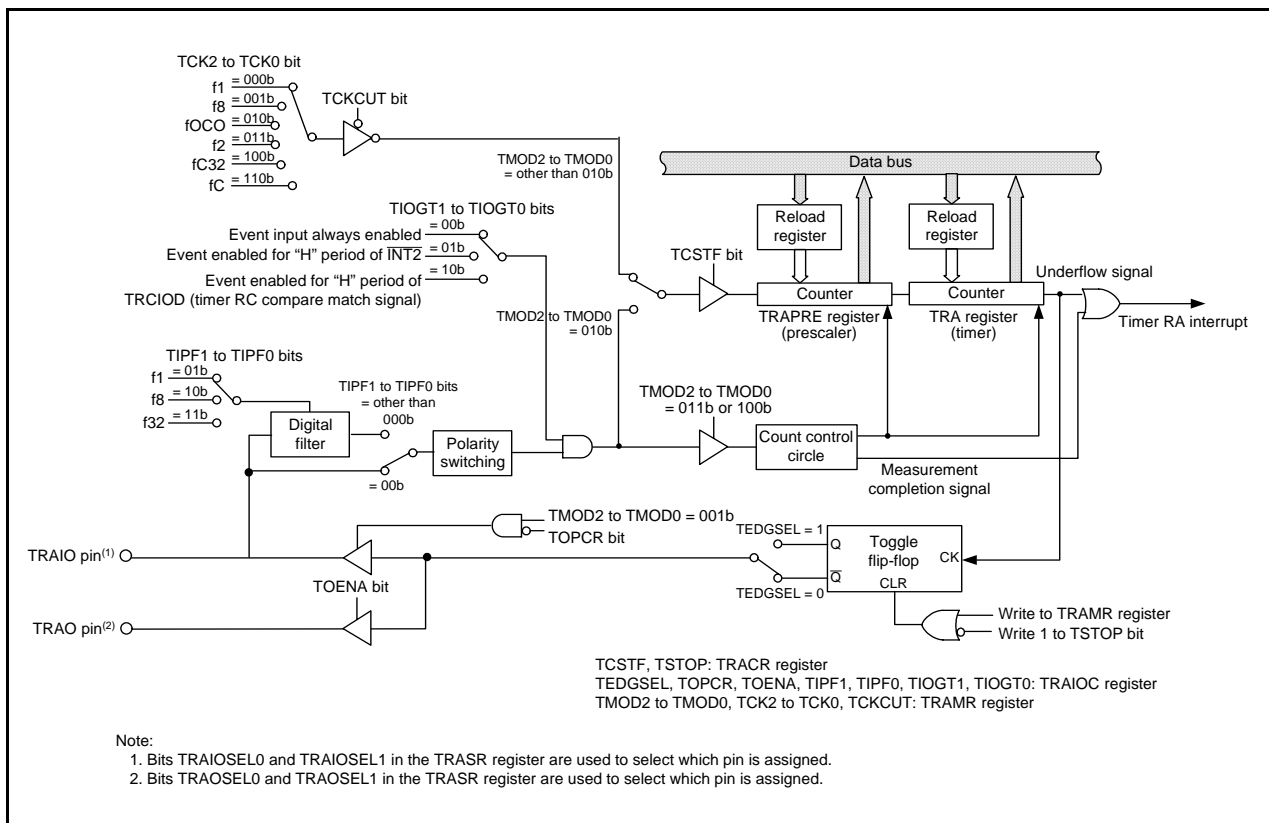 TCK2 to TCK0 bit
f1 = 000b
f8 = 001b
fOCO = 010b
f2 = 011b
fC32 = 100b
fC = 110b
TCKCUT bit
TMOD2 to TMOD0
= other than 010b
Data bus
TIOGT1 to TIOGT0 bits
Event input always enabled = 00b
Event enabled for “H” period of INT2 = 01b
Event enabled for “H” period of = 10b
TRCIOD (timer RC compare match signal)
Reload
register
Reload
register
TCSTF bit
Underflow signal
Counter
Counter
TRAPRE register
(prescaler)
TRA register
(timer)
Timer RA interrupt
TMOD2 to TMOD0
= 010b
TIPF1 to TIPF0 bits
f1 = 01b
f8 = 10b
f32 = 11b
TIPF1 to TIPF0 bits
= other than
000b
Digital
filter
= 00b
Polarity
switching
TMOD2 to TMOD0
= 011b or 100b
Count control
circle
Measurement
completion signal
TMOD2 to TMOD0 = 001b
TOPCR bit
TEDGSEL = 1
TEDGSEL = 0
Q
Q
Toggle
flip-flop
CK
CLR
TRAIO pin(1)
TOENA bit
TRAO pin(2)
Write to TRAMR register
Write 1 to TSTOP bit
TCSTF, TSTOP: TRACR register
TEDGSEL, TOPCR, TOENA, TIPF1, TIPF0, TIOGT1, TIOGT0: TRAIOC register
TMOD2 to TMOD0, TCK2 to TCK0, TCKCUT: TRAMR register
Note:
1. Bits TRAIOSEL0 and TRAIOSEL1 in the TRASR register are used to select which pin is assigned.
2. Bits TRAOSEL0 and TRAOSEL1 in the TRASR register are used to select which pin is assigned.